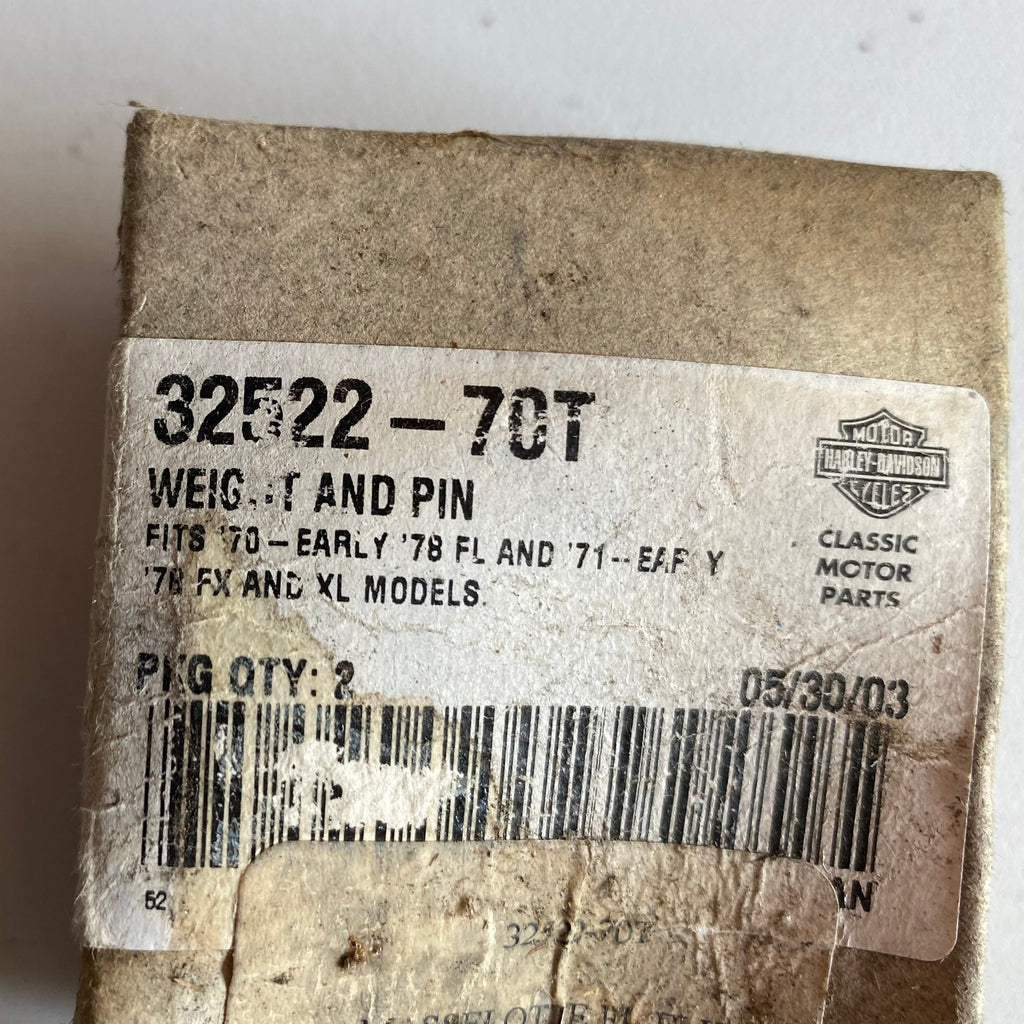 32522-70T
WEIGHT AND PIN
FITS '70-EARLY '78 FL AND '71--EARLY
'78 FX AND XL MODELS.
MOTOR
HARLEY-DAVIDSON
CYCLES
CLASSIC
MOTOR
PARTS
PKG QTY: 2
05/30/03
52
32522-70T